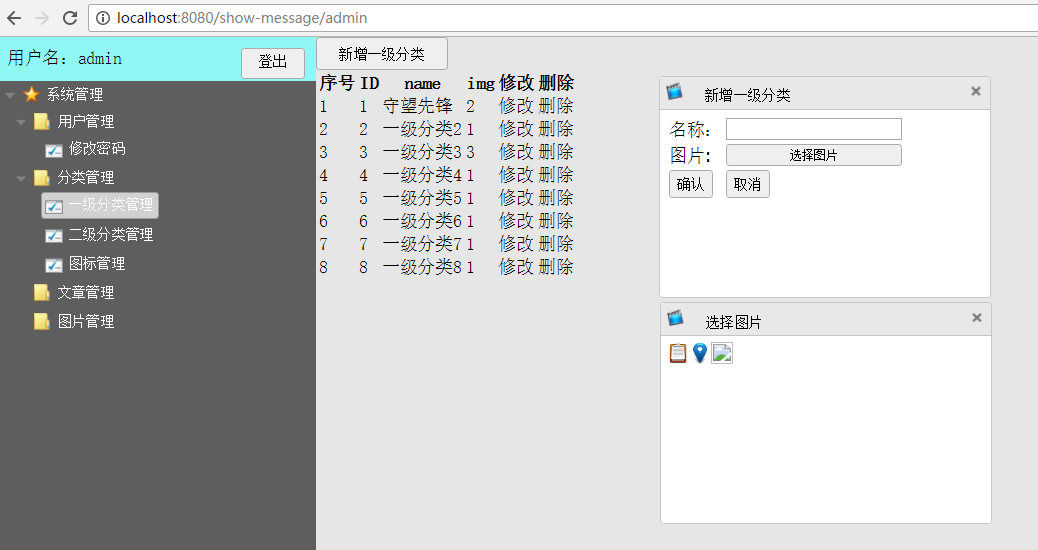 localhost:8080/show-message/admin
用户名：admin
登出
系统管理
用户管理
修改密码
分类管理
一级分类管理
二级分类管理
图标管理
文章管理
图片管理
新增一级分类
序号 ID name img 修改 删除
1 1 守望先锋 2 修改 删除
2 2 一级分类2 1 修改 删除
3 3 一级分类3 3 修改 删除
4 4 一级分类4 1 修改 删除
5 5 一级分类5 1 修改 删除
6 6 一级分类6 1 修改 删除
7 7 一级分类7 1 修改 删除
8 8 一级分类8 1 修改 删除
新增一级分类
名称：
图片: 选择图片
确认 取消
选择图片